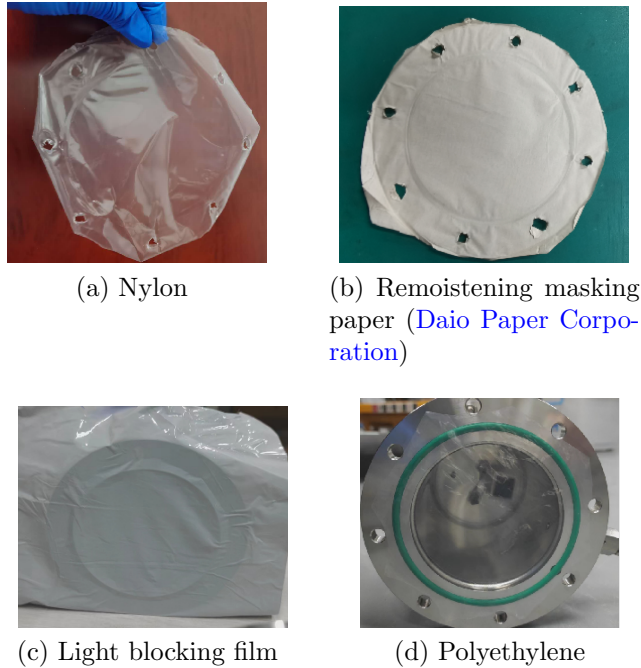 (a) Nylon
(b) Remoistening masking
paper (Daio Paper Corpo-
ration)
(c) Light blocking film
(d) Polyethylene